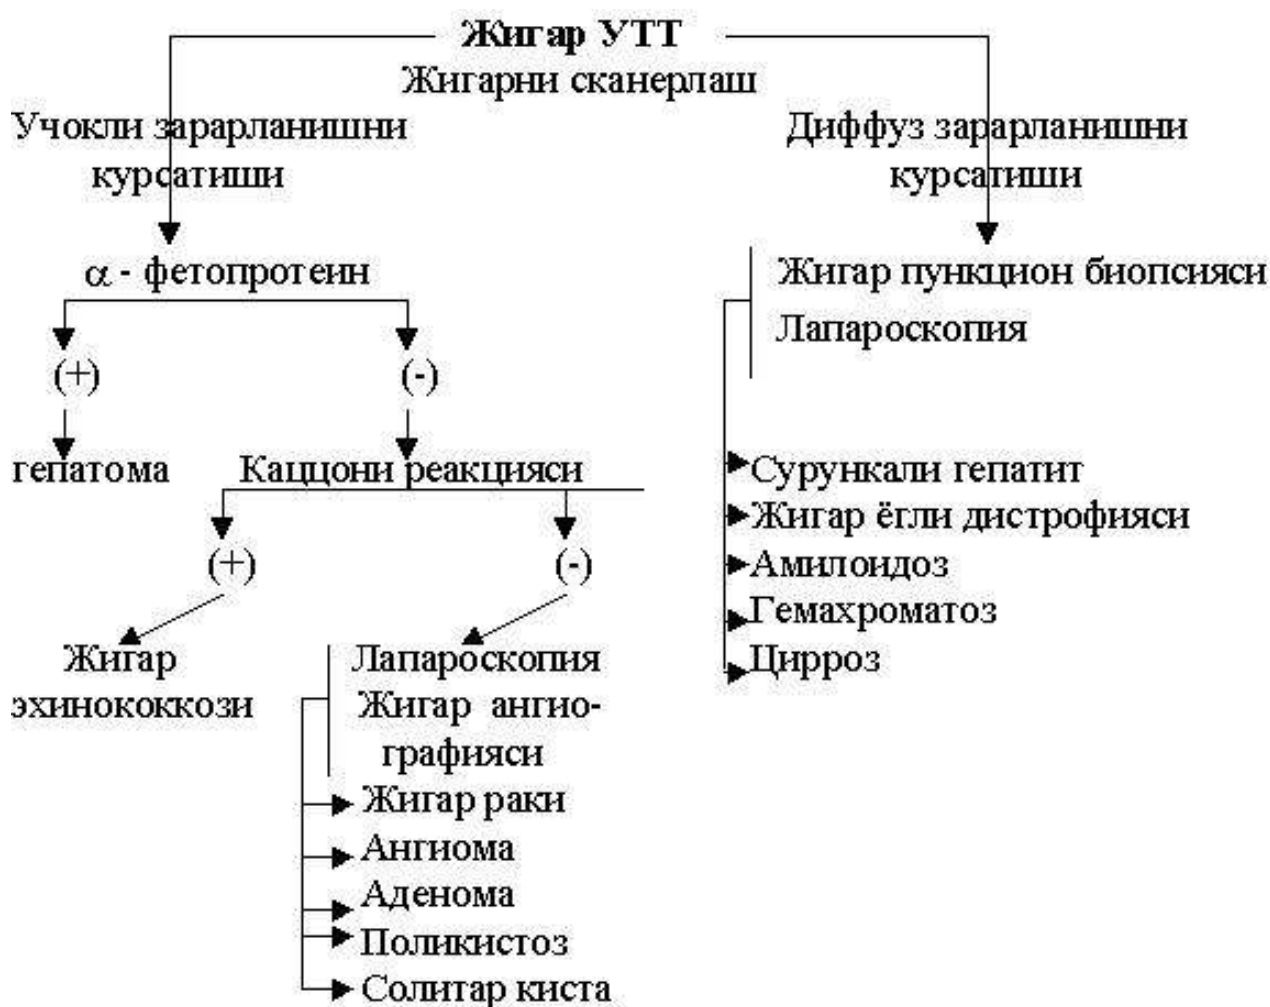 Жигар УТТ
Жигарни сканерлаш
Учокли зарарланишни
курсатиши
Диффуз зарарланишни
курсатиши
α - фетопротеин
(+)
(-)
гепатома
Каццони реакцияси
(+)
(-)
Жигар
эхинококкози
Лапароскопия
Жигар ангио-
графияси
Жигар раки
Ангиома
Аденома
Поликистоз
Солитар киста
Жигар пункцион биопсияси
Лапароскопия
Сурункали гепатит
Жигар ёгли дистрофияси
Амилоидоз
Гемахроматоз
Цирроз